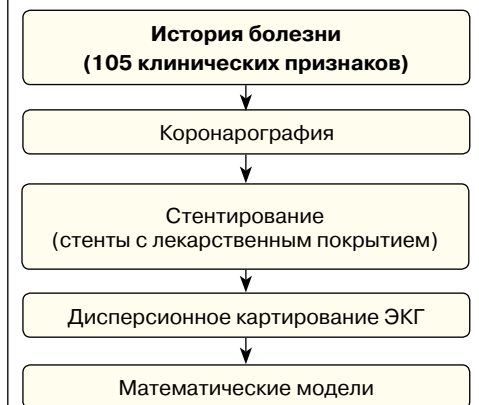 История болезни
(105 клинических признаков)
Коронарография
Стентирование
(стенты с лекарственным покрытием)
Дисперсионное картирование ЭКГ
Математические модели